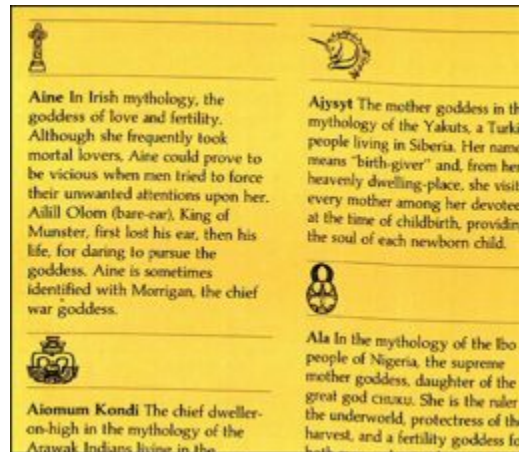 Aine In Irish mythology, the
goddess of love and fertility.
Although she frequently took
mortal lovers, Aine could prove to
be vicious when men tried to force
their unwanted attentions upon her.
Ailill Olom (bare-ear), King of
Munster, first lost his ear, then his
life, for daring to pursue the
goddess. Aine is sometimes
identified with Morrigan, the chief
war goddess.
Aiomum Kondi The chief dweller-
on-high in the mythology of the
Arawak Indians living in the
Ajysyt The mother goddess in th
mythology of the Yakuts, a Turki
people living in Siberia. Her name
means "birth-giver" and, from her
heavenly dwelling-place, she visit
every mother among her devotee
at the time of childbirth, providin
the soul of each newborn child.
Ala In the mythology of the Ibo
people of Nigeria, the supreme
mother goddess, daughter of the
great god CHUKU. She is the ruler
the underworld, protectress of the
harvest, and a fertility goddess fo